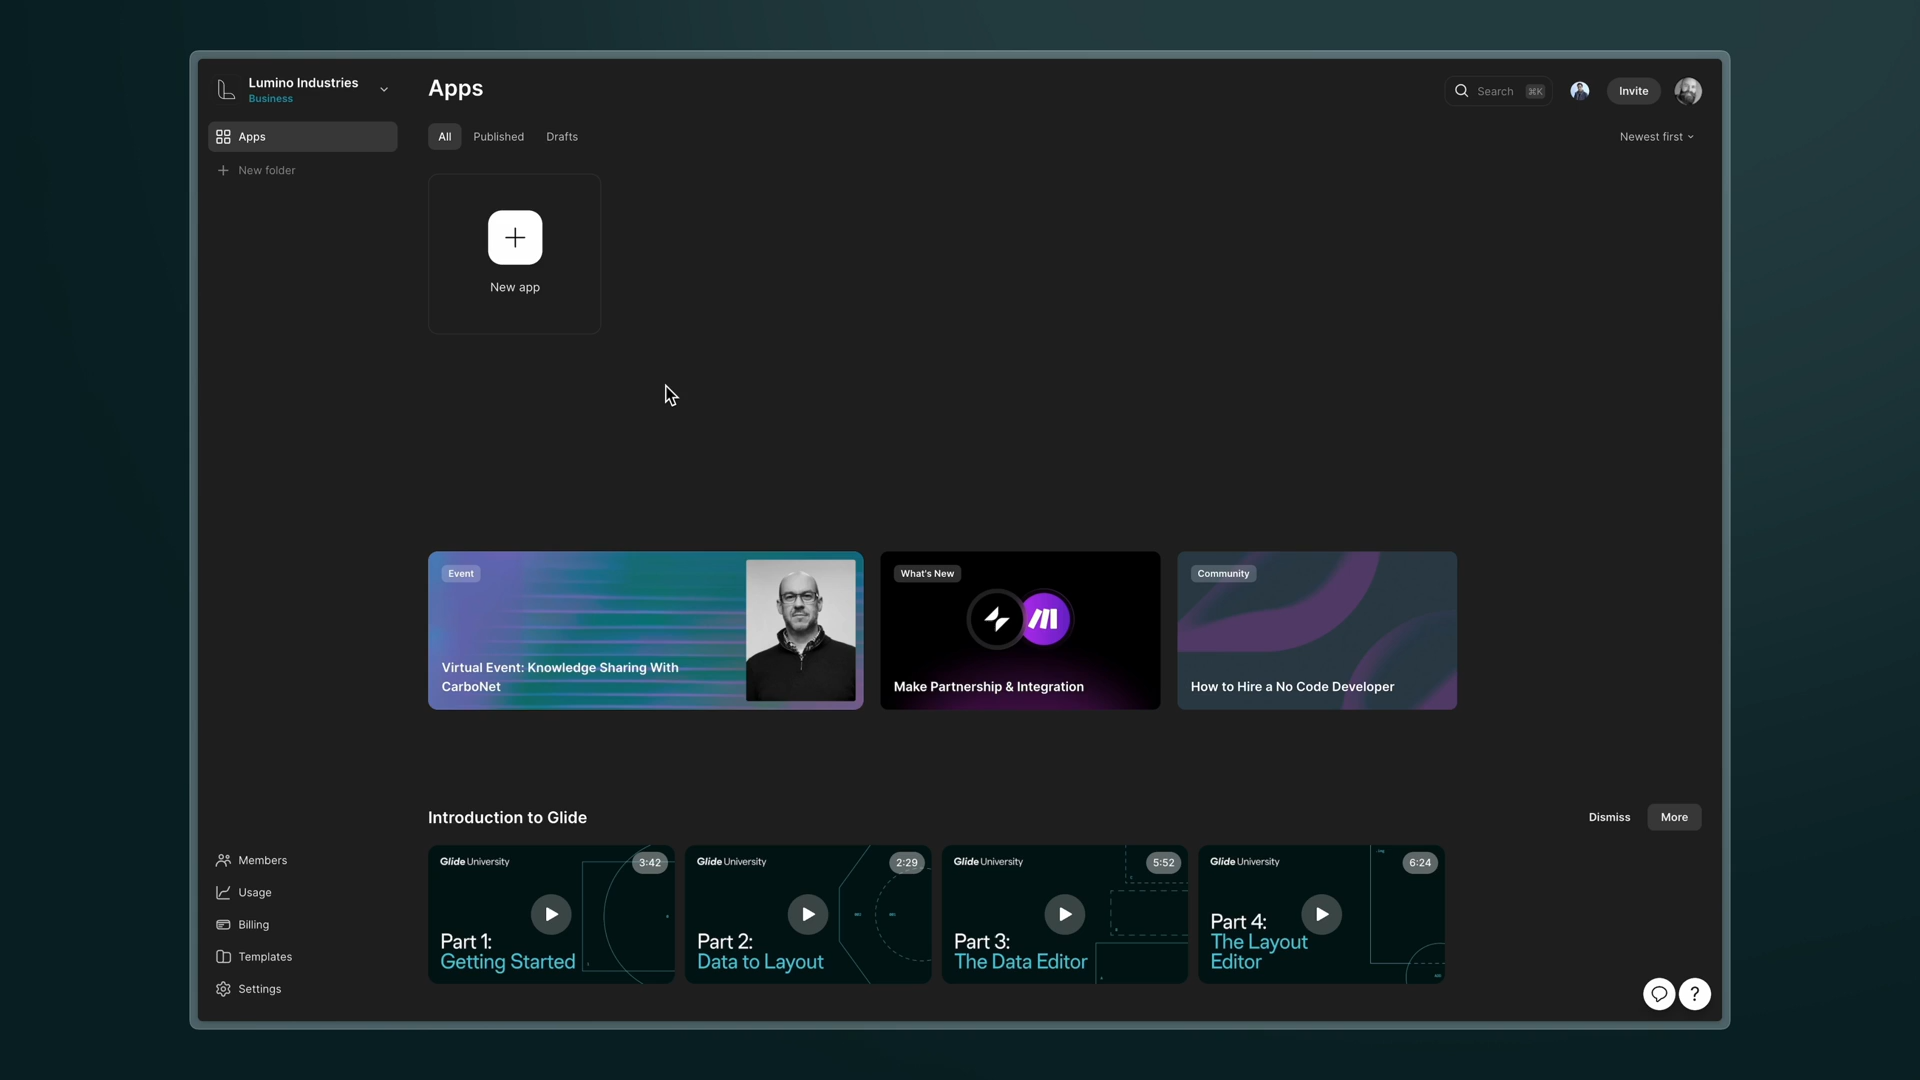 Lumino Industries
Business
Apps
Search ⌘K
Invite
Apps
New folder
All
Published
Drafts
Newest first
New app
Event
Virtual Event: Knowledge Sharing With
CarboNet
What's New
Make Partnership & Integration
Community
How to Hire a No Code Developer
Introduction to Glide
Dismiss
More
Glide University
3:42
Part 1:
Getting Started
Glide University
2:29
Part 2:
Data to Layout
Glide University
5:52
Part 3:
The Data Editor
Glide University
6:24
Part 4:
The Layout
Editor
Members
Usage
Billing
Templates
Settings
?